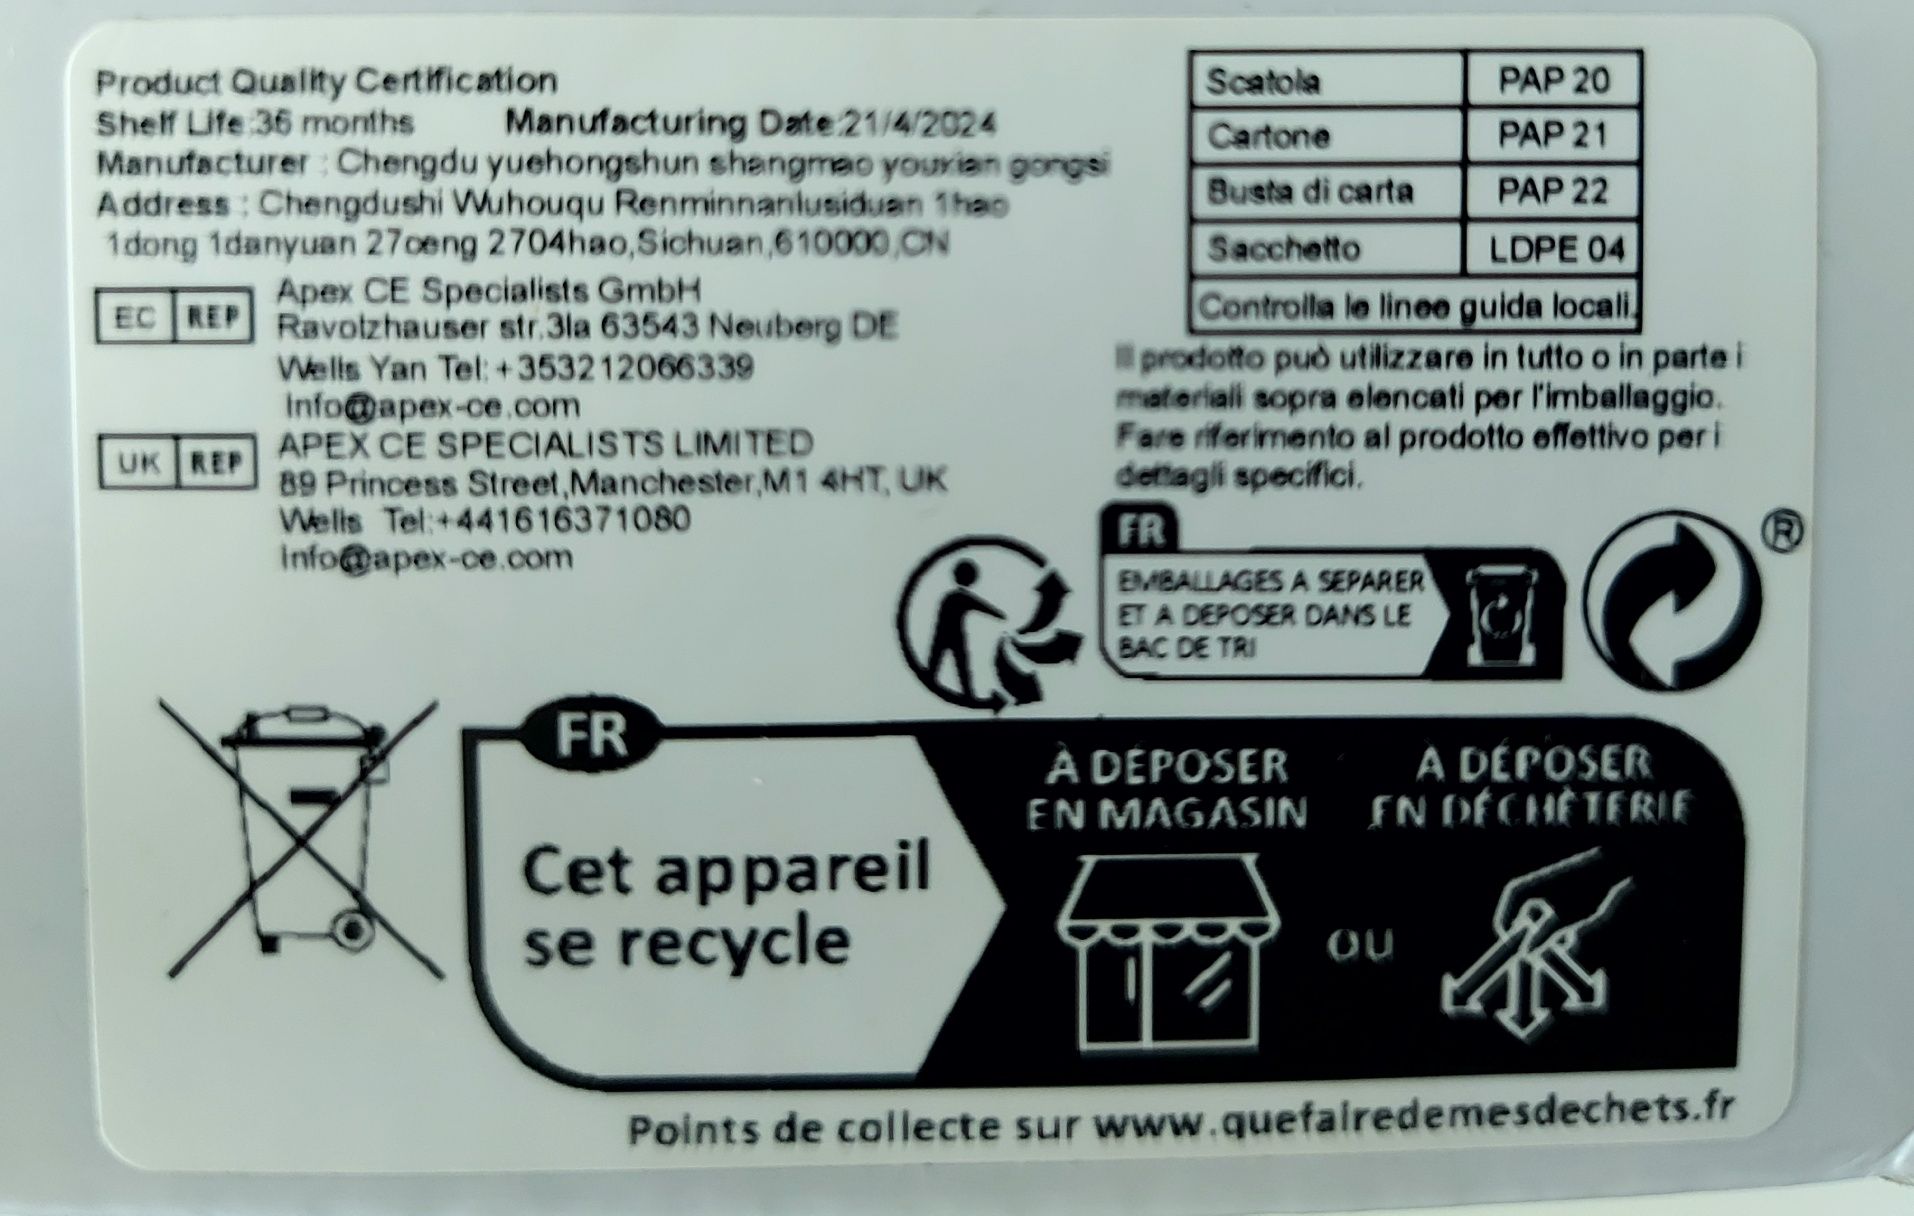 Product Quality Certification
Shelf Life:36 months Manufacturing Date:21/4/2024
Manufacturer : Chengdu yuehongshun shangmao youxian gongsi
Address : Chengdushi Wuhouqu Renminnanlusiduan 1hao
1dong 1danyuan 27ceng 2704hao,Sichuan,610000,CN
EC REP
Apex CE Specialists GmbH
Ravolzhauser str.3la 63543 Neuberg DE
Wells Yan Tel:+353212066339
Info@apex-ce.com
UK REP
APEX CE SPECIALISTS LIMITED
89 Princess Street,Manchester,M1 4HT, UK
Wells Tel:+441616371080
Info@apex-ce.com
Scatola PAP 20
Cartone PAP 21
Busta di carta PAP 22
Sacchetto LDPE 04
Controlla le linee guida locali.
Il prodotto può utilizzare in tutto o in parte i
materiali sopra elencati per l'imballaggio.
Fare riferimento al prodotto effettivo per i
dettagli specifici.
FR
EMBALLAGES A SEPARER
ET A DEPOSER DANS LE
BAC DE TRI
®
FR
Cet appareil
se recycle
À DÉPOSER
EN MAGASIN
OU
À DÉPOSER
EN DÉCHÈTERIE
Points de collecte sur www.quefairedemesdechets.fr